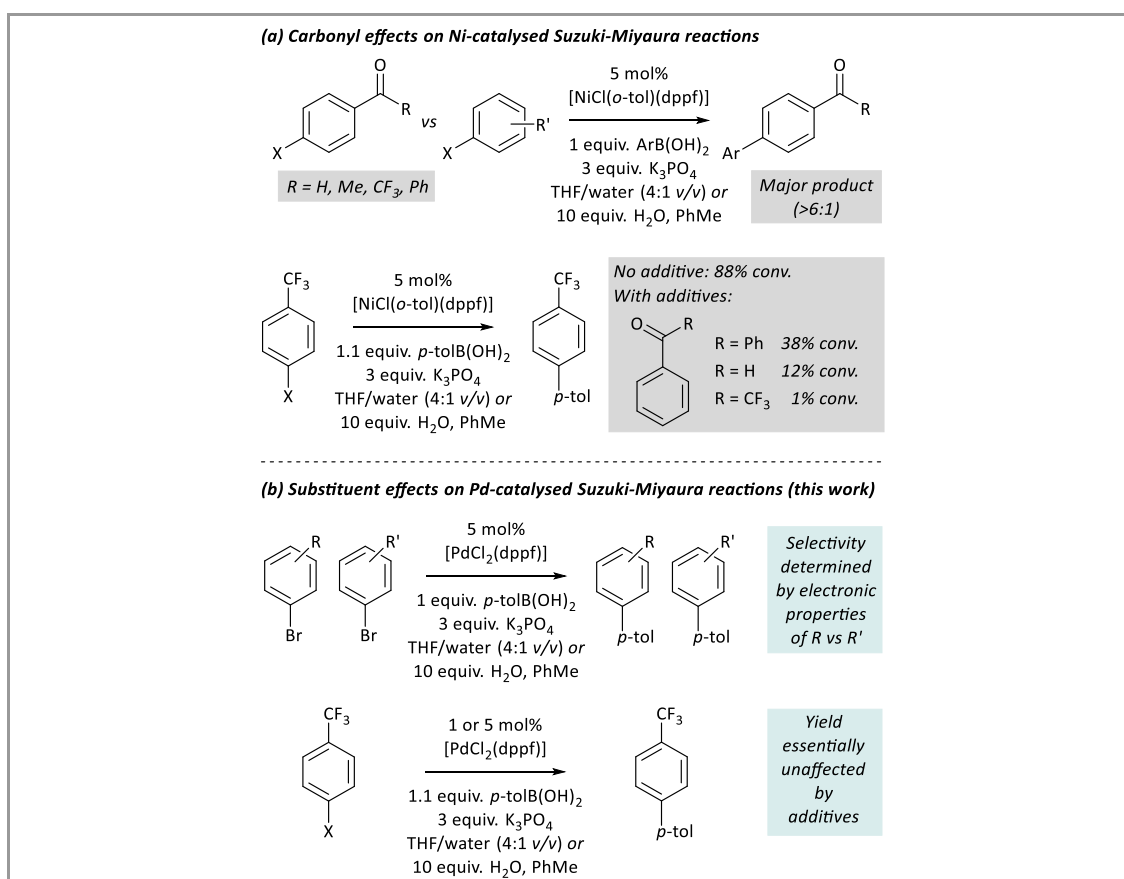 (a) Carbonyl effects on Ni-catalysed Suzuki-Miyaura reactions
O
R
X
vs
R'
X
R = H, Me, CF3, Ph
5 mol%
[NiCl(o-tol)(dppf)]
1 equiv. ArB(OH)2
3 equiv. K3PO4
THF/water (4:1 v/v) or
10 equiv. H2O, PhMe
O
R
Ar
Major product
(>6:1)
CF3
X
5 mol%
[NiCl(o-tol)(dppf)]
1.1 equiv. p-tolB(OH)2
3 equiv. K3PO4
THF/water (4:1 v/v) or
10 equiv. H2O, PhMe
CF3
p-tol
No additive: 88% conv.
With additives:
O
R
R = Ph 38% conv.
R = H 12% conv.
R = CF3 1% conv.
(b) Substituent effects on Pd-catalysed Suzuki-Miyaura reactions (this work)
R
Br
R'
Br
5 mol%
[PdCl2(dppf)]
1 equiv. p-tolB(OH)2
3 equiv. K3PO4
THF/water (4:1 v/v) or
10 equiv. H2O, PhMe
R
p-tol
R'
p-tol
Selectivity
determined
by electronic
properties
of R vs R'
CF3
X
1 or 5 mol%
[PdCl2(dppf)]
1.1 equiv. p-tolB(OH)2
3 equiv. K3PO4
THF/water (4:1 v/v) or
10 equiv. H2O, PhMe
CF3
p-tol
Yield
essentially
unaffected
by
additives